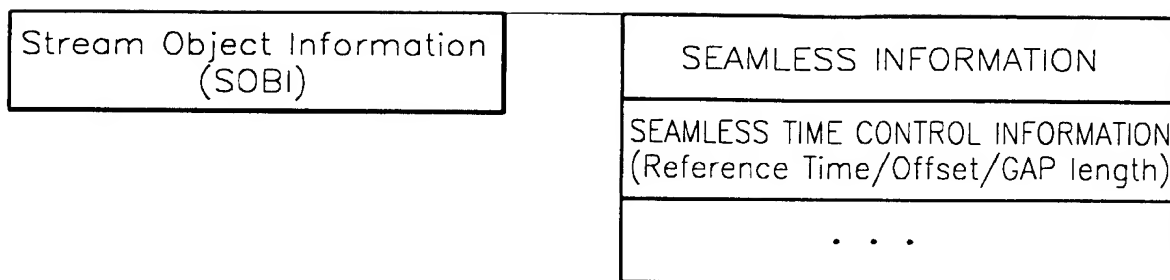 Stream Object Information
(SOBI)
SEAMLESS INFORMATION
SEAMLESS TIME CONTROL INFORMATION
(Reference Time/Offset/GAP length)
. . .